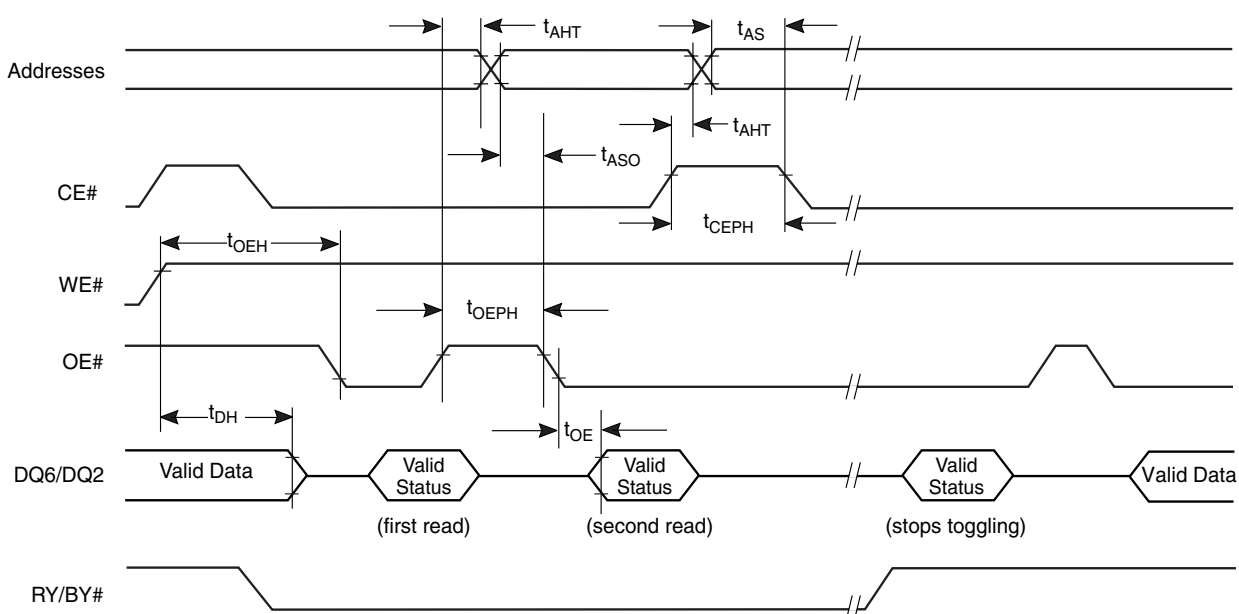 tAHT
tAS
Addresses
tAHT
tASO
CE#
tCEPH
tOEH
WE#
tOEPH
OE#
tDH
tOE
DQ6/DQ2
Valid Data
Valid
Status
Valid
Status
Valid
Status
Valid Data
(first read)
(second read)
(stops toggling)
RY/BY#